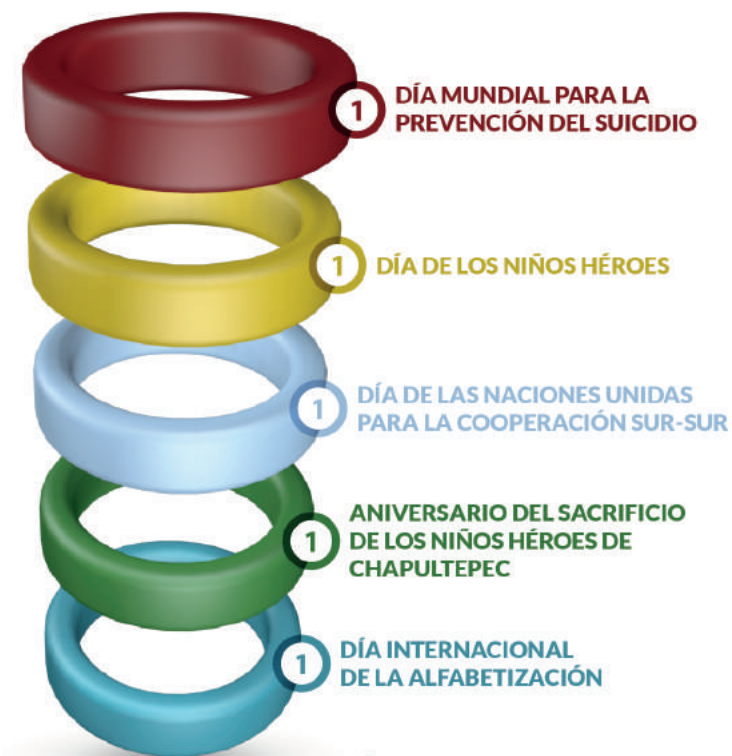 1 DÍA MUNDIAL PARA LA
PREVENCIÓN DEL SUICIDIO
1 DÍA DE LOS NIÑOS HÉROES
1 DÍA DE LAS NACIONES UNIDAS
PARA LA COOPERACIÓN SUR-SUR
1 ANIVERSARIO DEL SACRIFICIO
DE LOS NIÑOS HÉROES DE
CHAPULTEPEC
1 DÍA INTERNACIONAL
DE LA ALFABETIZACIÓN